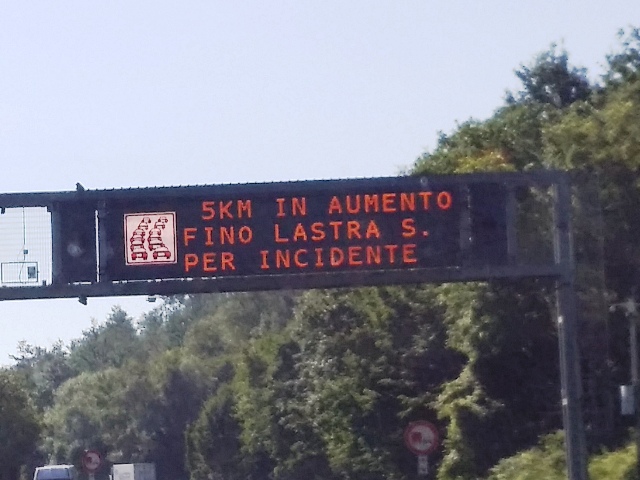 5KM IN AUMENTO
FINO LASTRA S.
PER INCIDENTE